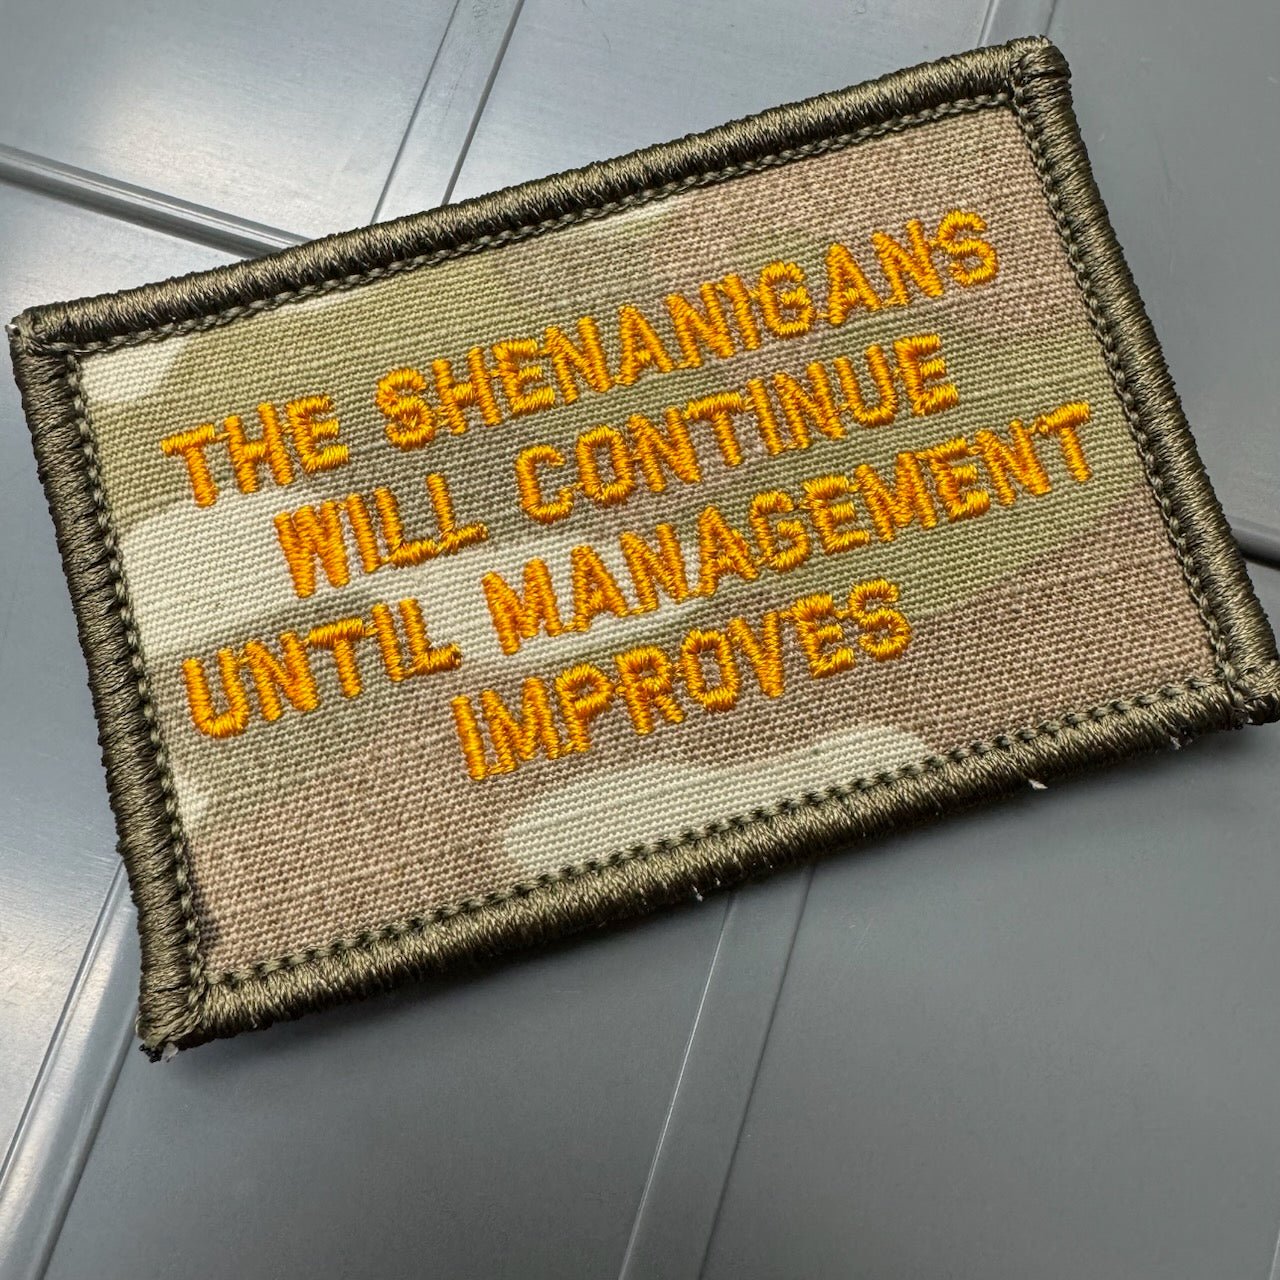 THE SHENANIGANS
WILL CONTINUE
UNTIL MANAGEMENT
IMPROVES